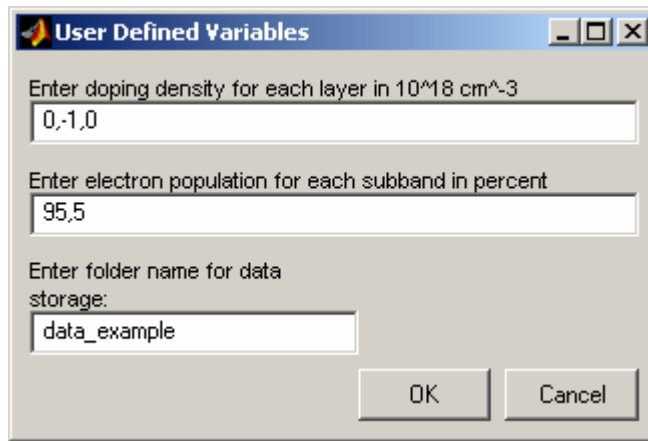 User Defined Variables
Enter doping density for each layer in 10^18 cm^-3
0,-1,0
Enter electron population for each subband in percent
95,5
Enter folder name for data
storage:
data_example
OK Cancel